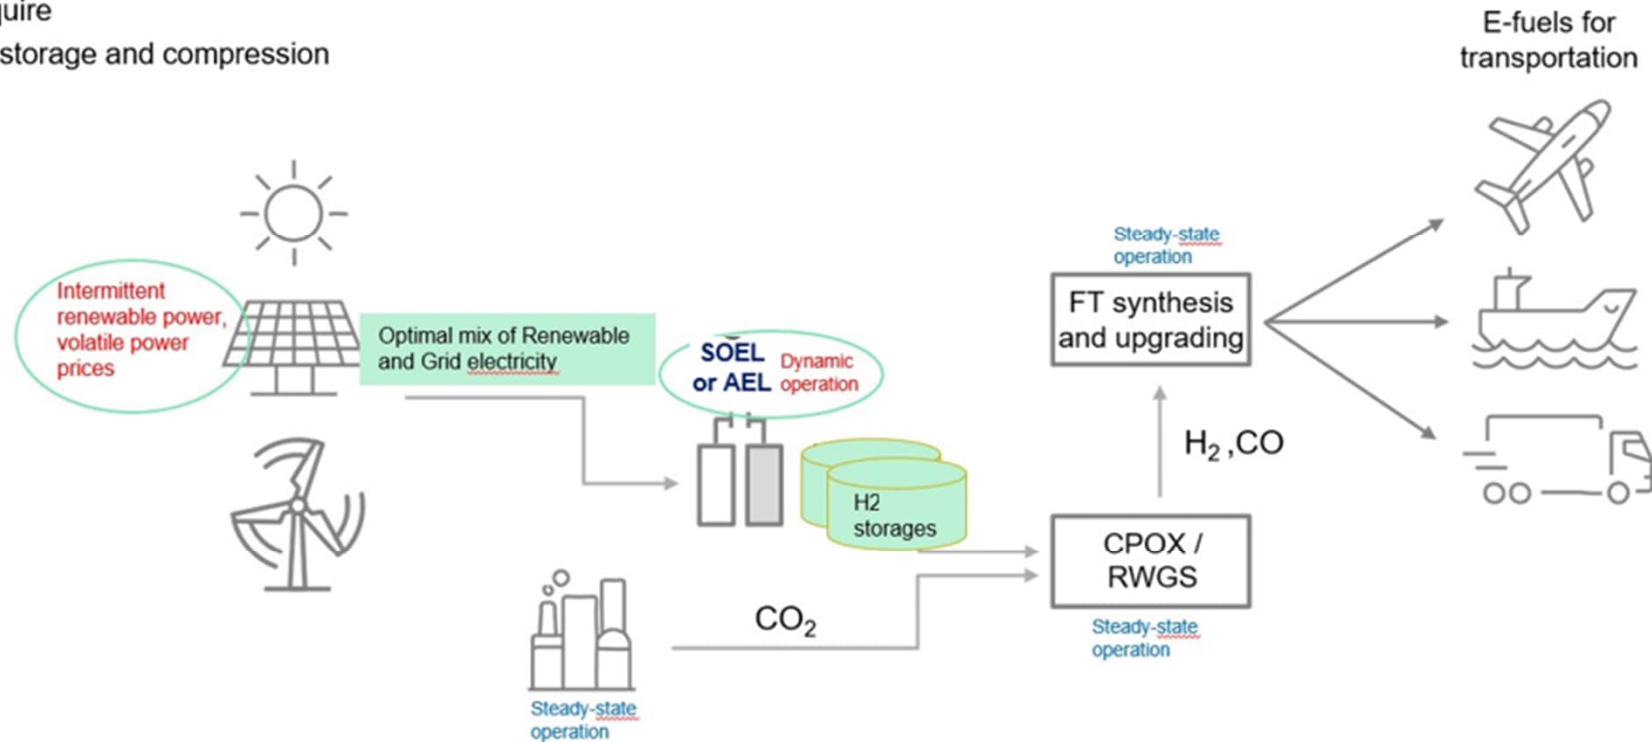 quire
storage and compression
E-fuels for
transportation
Intermittent
renewable power,
volatile power
prices
Optimal mix of Renewable
and Grid electricity
SOEL
or AEL
Dynamic
operation
H2
storages
CO₂
Steady-state
operation
Steady-state
operation
FT synthesis
and upgrading
H₂ ,CO
CPOX /
RWGS
Steady-state
operation